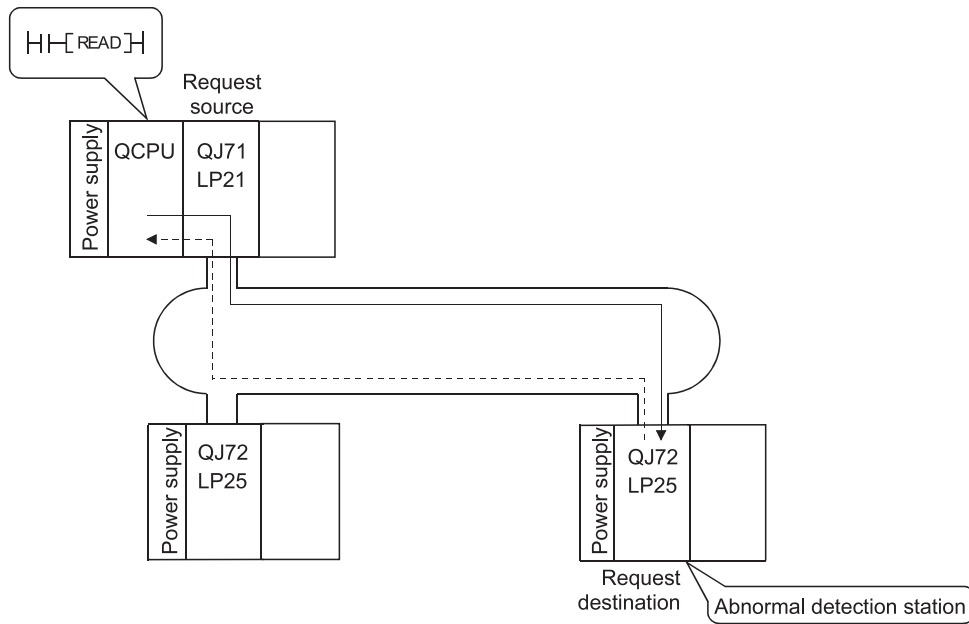 READ
Request
source
Power supply
QCPU
QJ71
LP21
Power supply
QJ72
LP25
Power supply
QJ72
LP25
Request
destination
Abnormal detection station